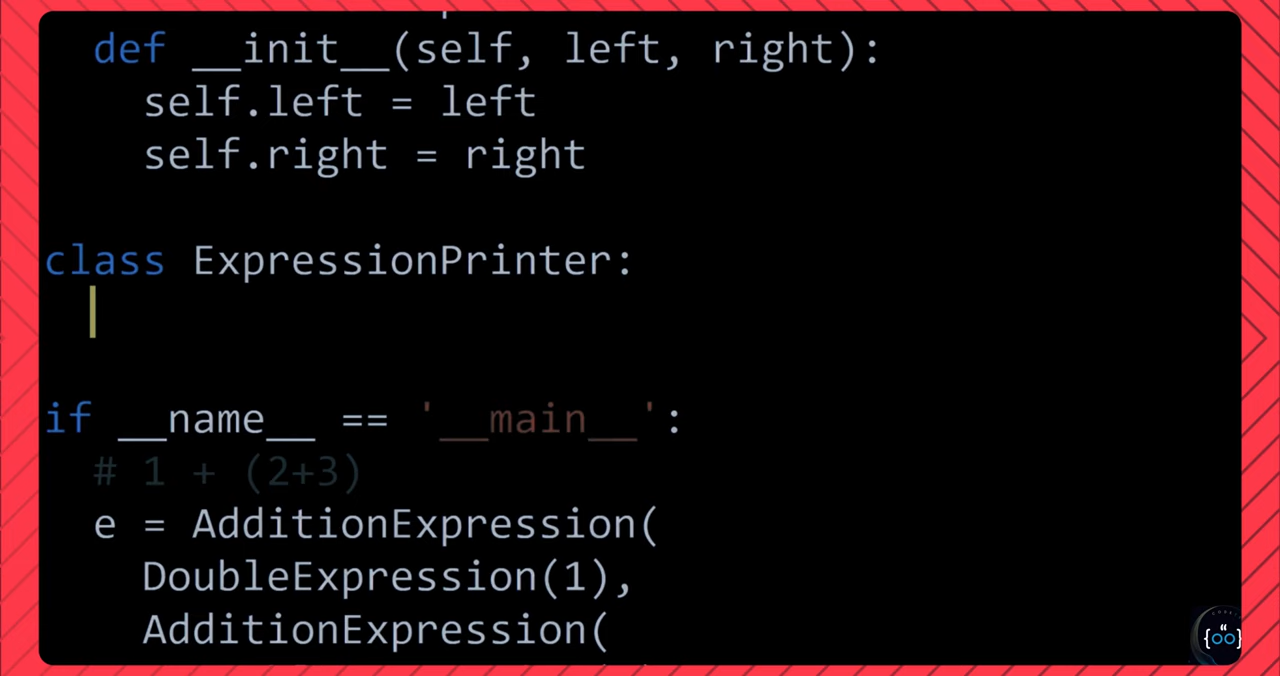 def __init__(self, left, right):
self.left = left
self.right = right
class ExpressionPrinter:
if __name__ == '__main__':
# 1 + (2+3)
e = AdditionExpression(
DoubleExpression(1),
AdditionExpression(